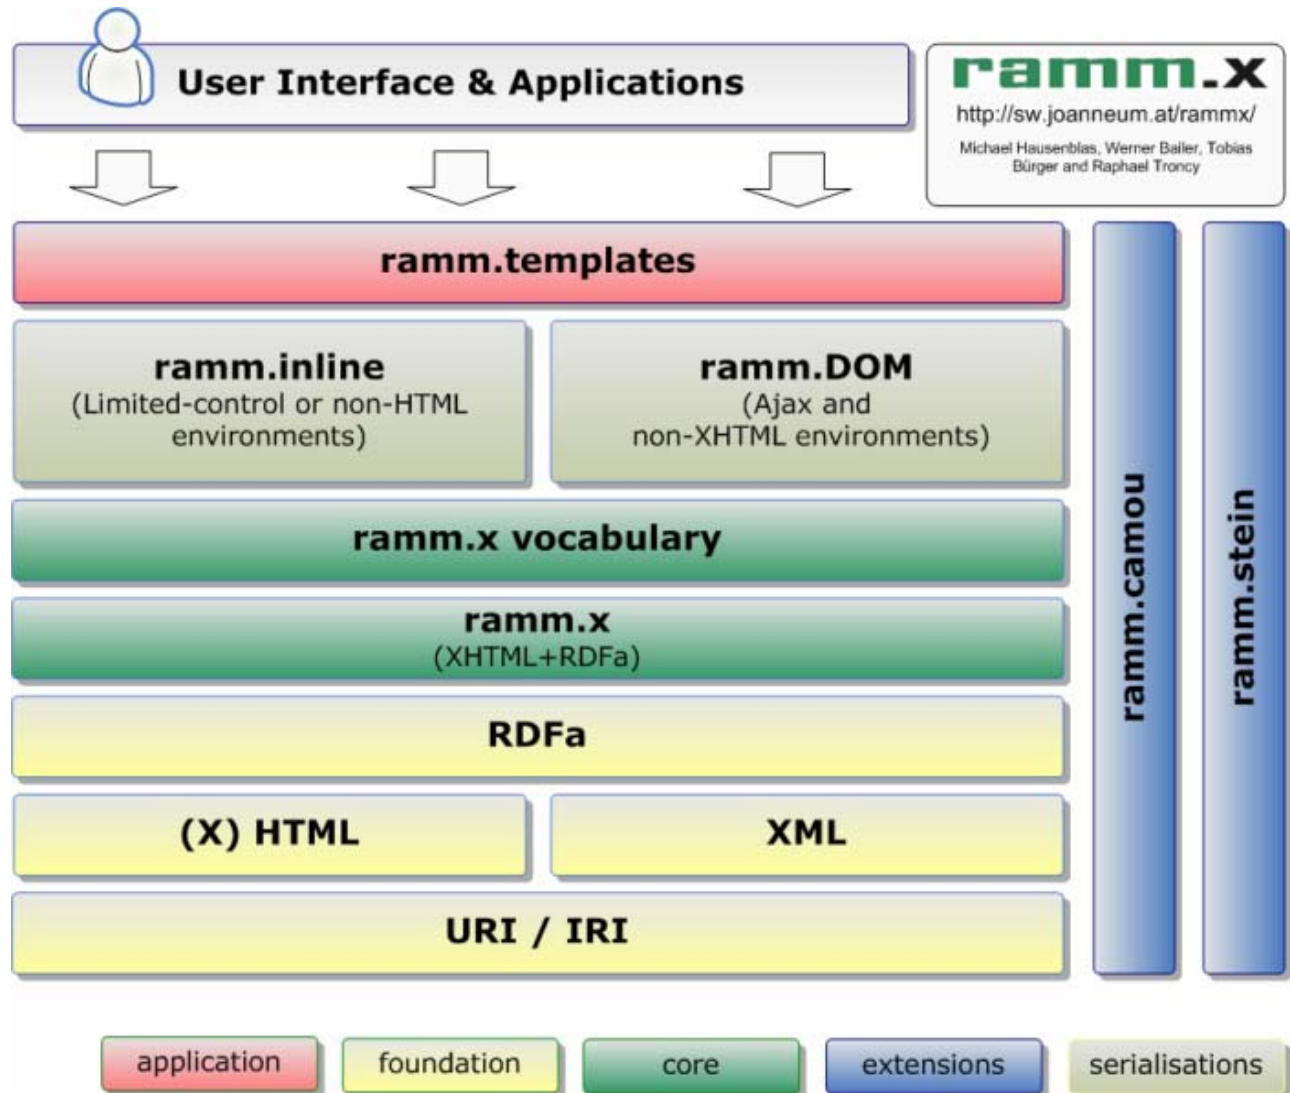 User Interface & Applications
ramm.x
http://sw.joanneum.at/rammx/
Michael Hausenblas, Werner Bailer, Tobias
Bürger and Raphael Troncy
ramm.templates
ramm.inline
(Limited-control or non-HTML
environments)
ramm.DOM
(Ajax and
non-XHTML environments)
ramm.x vocabulary
ramm.x
(XHTML+RDFa)
RDFa
(X) HTML
XML
URI / IRI
ramm.camou
ramm.stein
application
foundation
core
extensions
serialisations